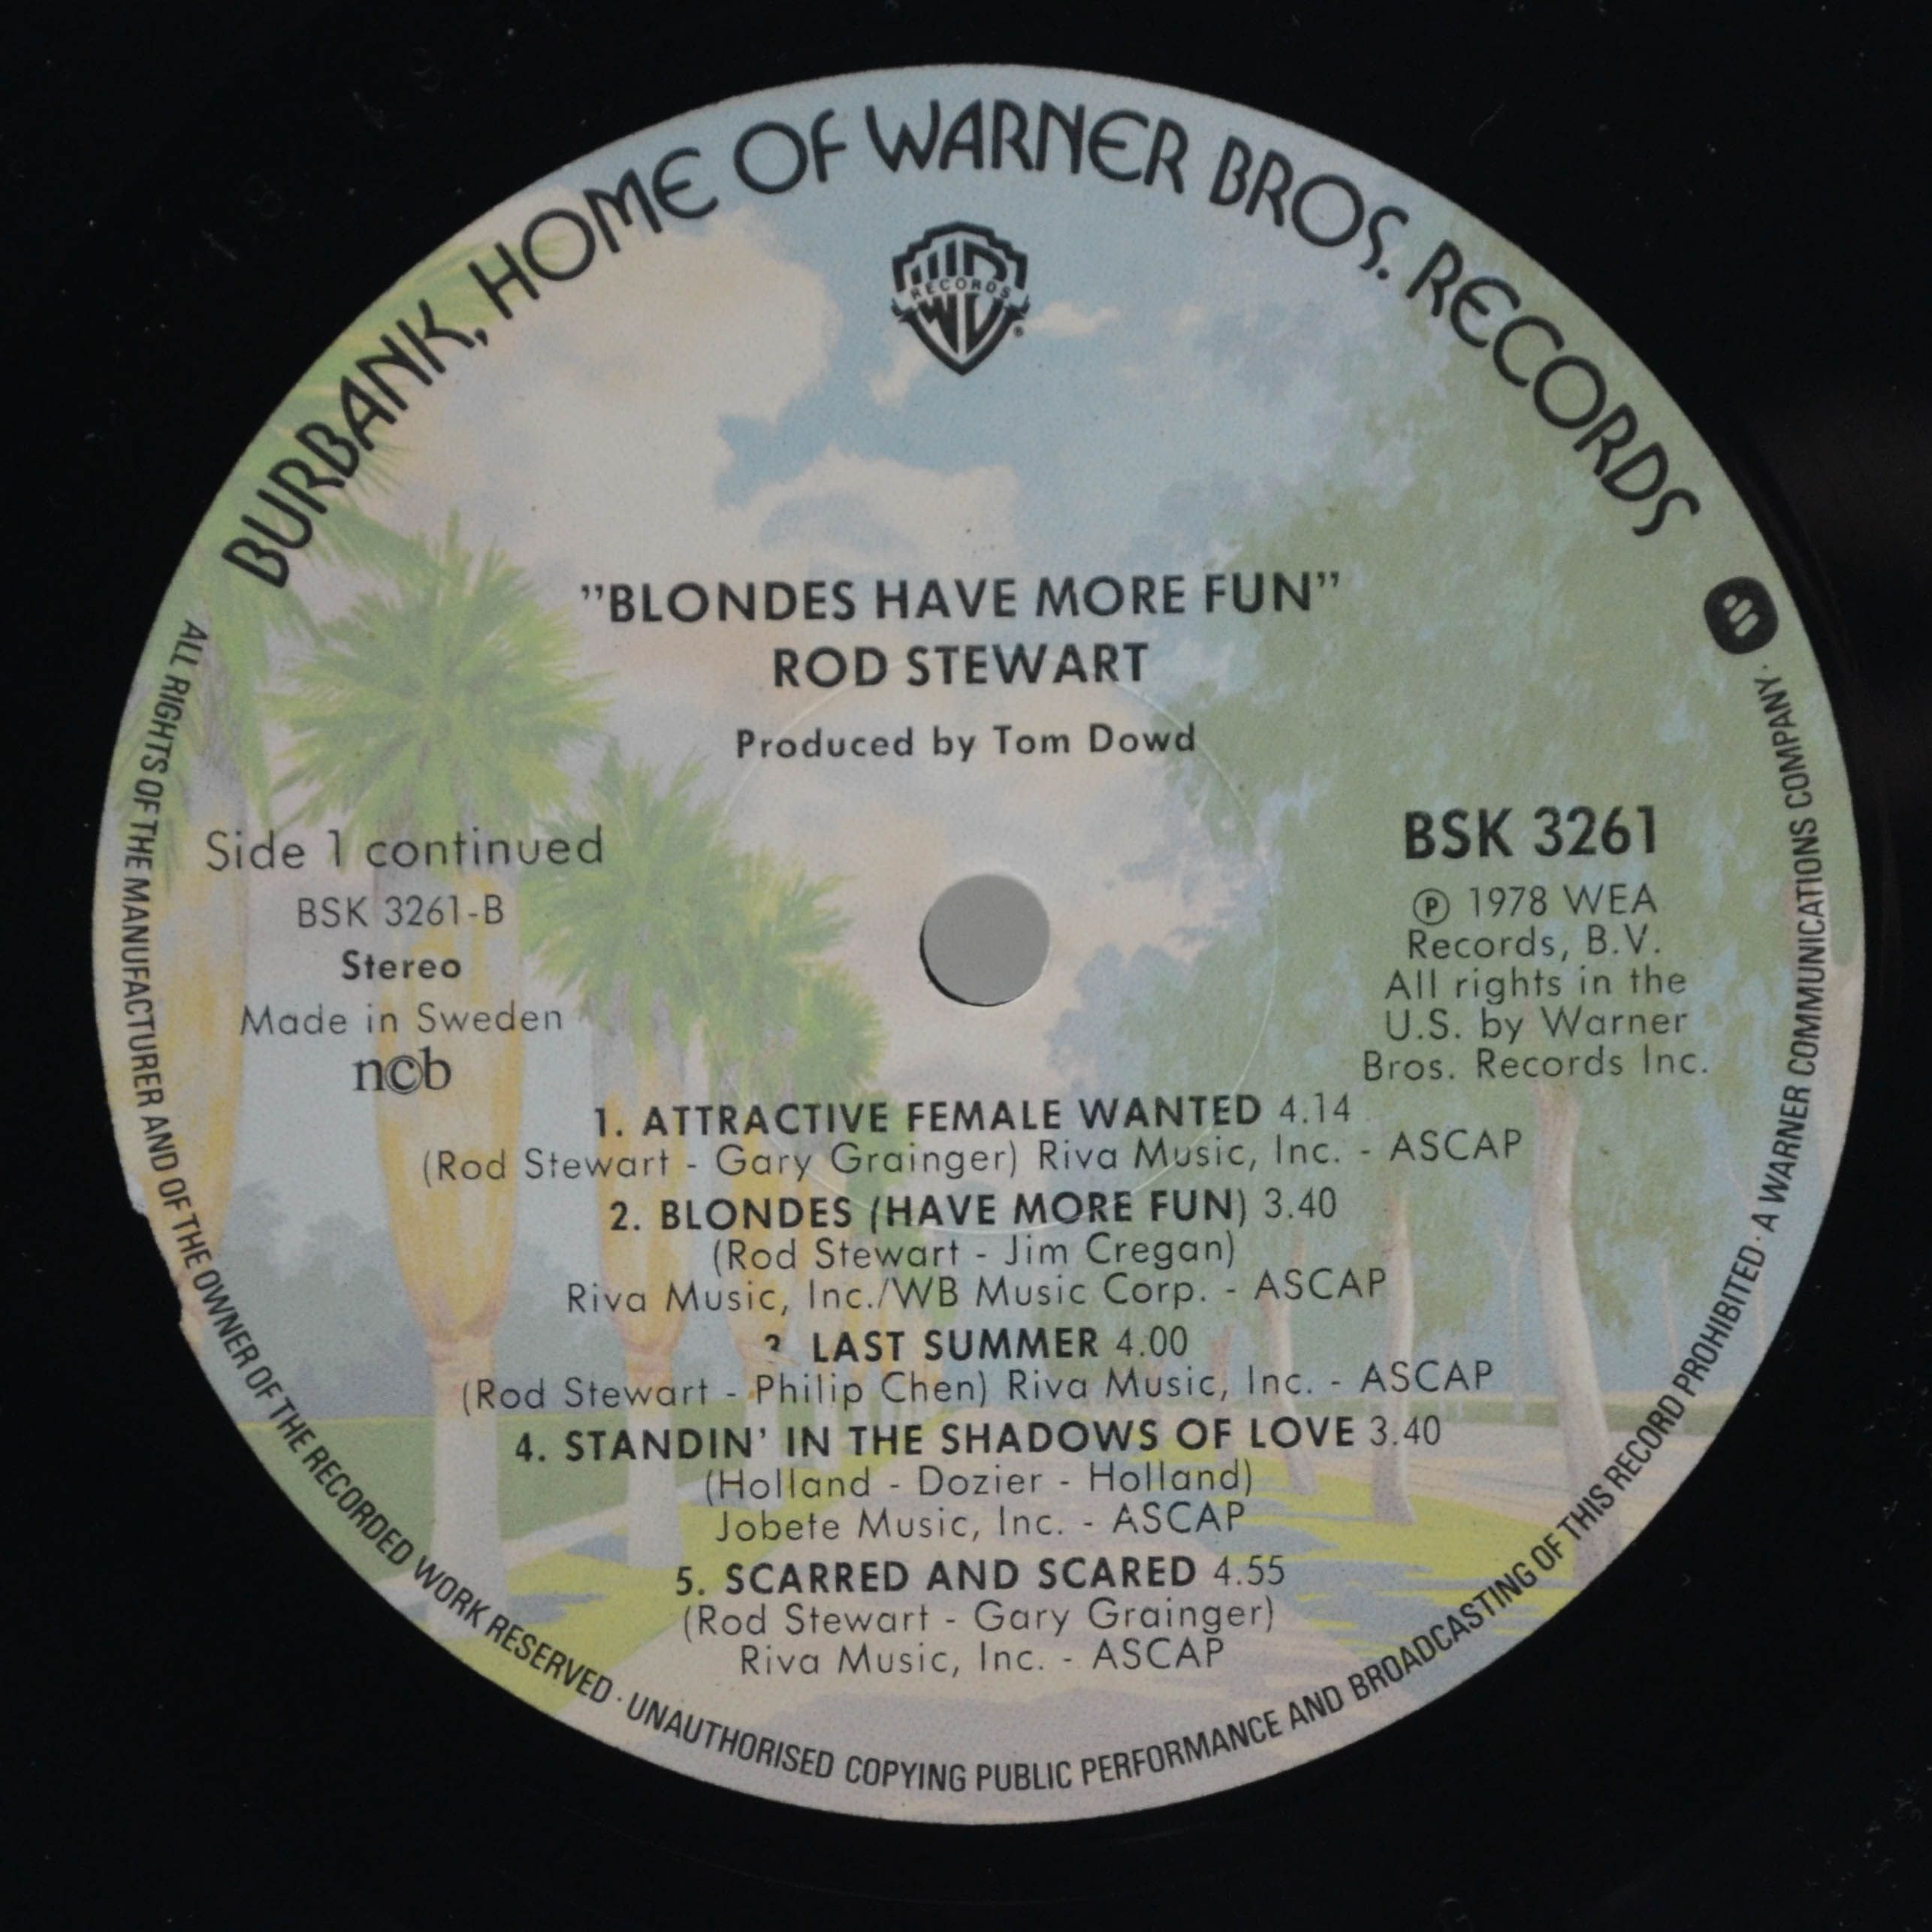 BURBANK, HOME OF WARNER BROS. RECORDS
RECORDS
"BLONDES HAVE MORE FUN"
ROD STEWART
Produced by Tom Dowd
Side 1 continued
BSK 3261-B
Stereo
Made in Sweden
ncb
BSK 3261
℗ 1978 WEA
Records, B.V.
All rights in the
U.S. by Warner
Bros. Records Inc.
1. ATTRACTIVE FEMALE WANTED 4.14
(Rod Stewart - Gary Grainger) Riva Music, Inc. - ASCAP
2. BLONDES (HAVE MORE FUN) 3.40
(Rod Stewart - Jim Cregan)
Riva Music, Inc./WB Music Corp. - ASCAP
3. LAST SUMMER 4.00
(Rod Stewart - Philip Chen) Riva Music, Inc. - ASCAP
4. STANDIN' IN THE SHADOWS OF LOVE 3.40
(Holland - Dozier - Holland)
Jobete Music, Inc. - ASCAP
5. SCARRED AND SCARED 4.55
(Rod Stewart - Gary Grainger)
Riva Music, Inc. - ASCAP
ALL RIGHTS OF THE MANUFACTURER AND OF THE OWNER OF THE RECORDED WORK RESERVED · UNAUTHORISED COPYING PUBLIC PERFORMANCE AND BROADCASTING OF THIS RECORD PROHIBITED · A WARNER COMMUNICATIONS COMPANY ·